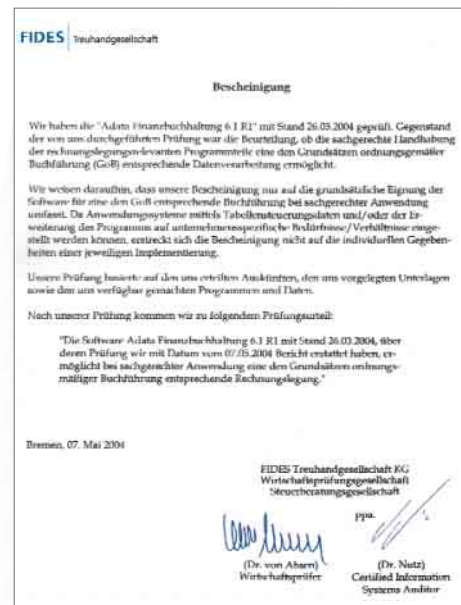 FIDES Treuhandgesellschaft
Bescheinigung
Wir haben die "Adata Finanzbuchhaltung 6.1 R1" mit Stand 26.03.2004 geprüft. Gegenstand
der von uns durchgeführten Prüfung war die Beurteilung, ob die sachgerechte Handhabung
der rechnungslegungsrelevanten Programmteile eine den Grundsätzen ordnungsgemäßer
Buchführung (GoB) entsprechende Datenverarbeitung ermöglicht.
Wir weisen daraufhin, dass unsere Bescheinigung nur auf die grundsätzliche Eignung der
Software für eine den GoB entsprechende Buchführung bei sachgerechter Anwendung
umfasst. Da Anwendungssysteme mittels Tabellensteuerungsdaten und/oder der Er-
weiterung des Programms auf unternehmensspezifische Bedürfnisse/Verhältnisse einge-
stellt werden können, erstreckt sich die Bescheinigung nicht auf die individuellen Gegeben-
heiten einer jeweiligen Implementierung.
Unsere Prüfung basierte auf den uns erteilten Auskünften, den uns vorgelegten Unterlagen
sowie den uns verfügbar gemachten Programmen und Daten.
Nach unserer Prüfung kommen wir zu folgendem Prüfungsurteil:
"Die Software Adata Finanzbuchhaltung 6.1 R1 mit Stand 26.03.2004, über
deren Prüfung wir mit Datum vom 07.05.2004 Bericht erstattet haben, er-
möglicht bei sachgerechter Anwendung eine den Grundsätzen ordnungs-
mäßiger Buchführung entsprechende Rechnungslegung."
Bremen, 07. Mai 2004
FIDES Treuhandgesellschaft KG
Wirtschaftsprüfungsgesellschaft
Steuerberatungsgesellschaft
ppa.
(Dr. von Ahsen)
Wirtschaftsprüfer
(Dr. Nutz)
Certified Information
Systems Auditor